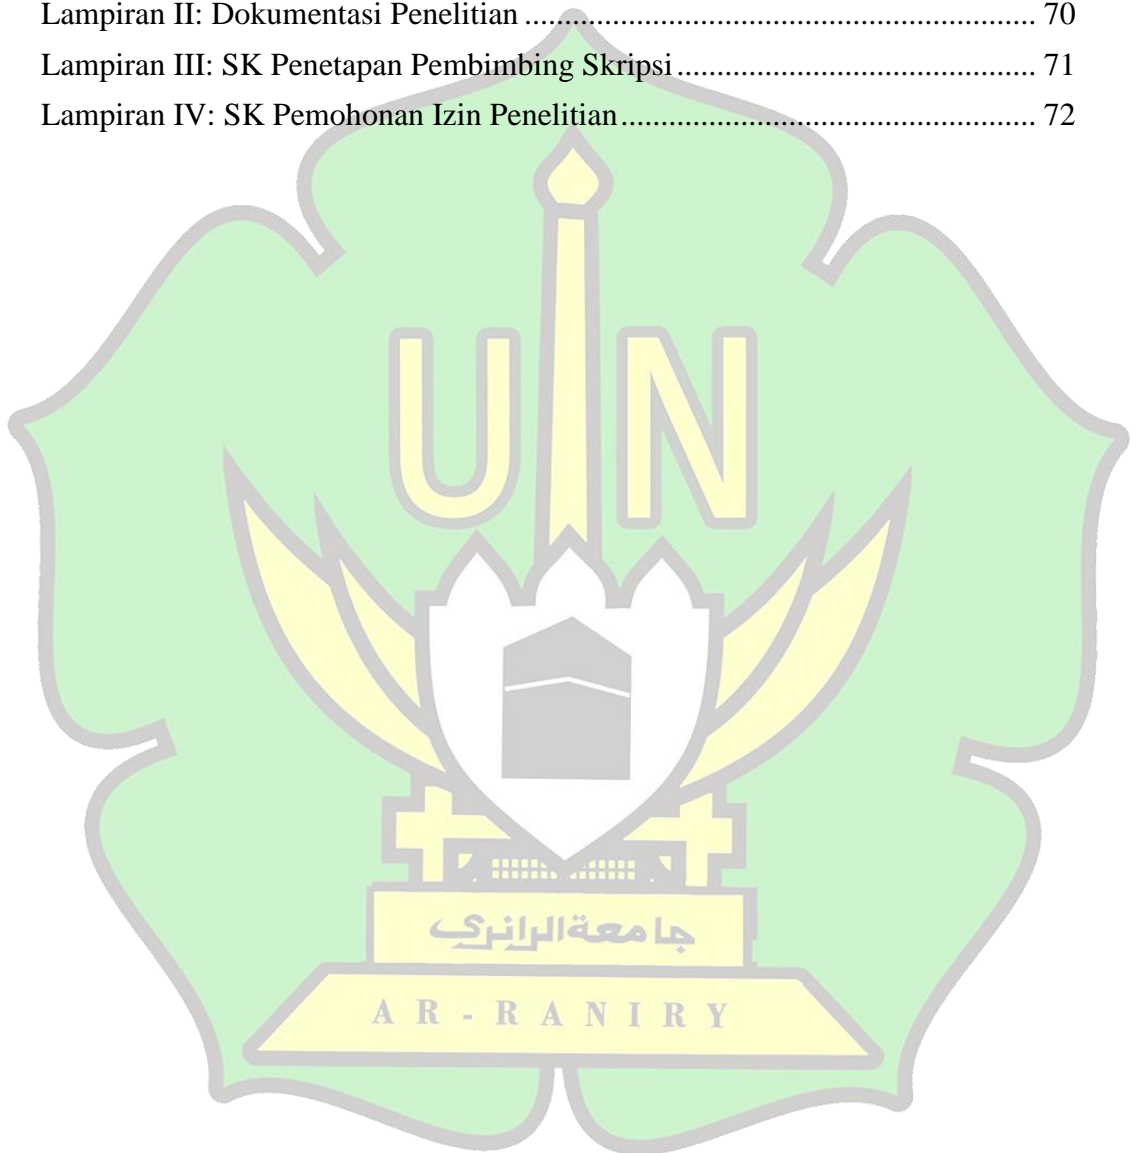 Lampiran II: Dokumentasi Penelitian ................................................................ 70
Lampiran III: SK Penetapan Pembimbing Skripsi ............................................. 71
Lampiran IV: SK Pemohonan Izin Penelitian .................................................... 72
UIN
جامعة الرانري
AR-RANIRY